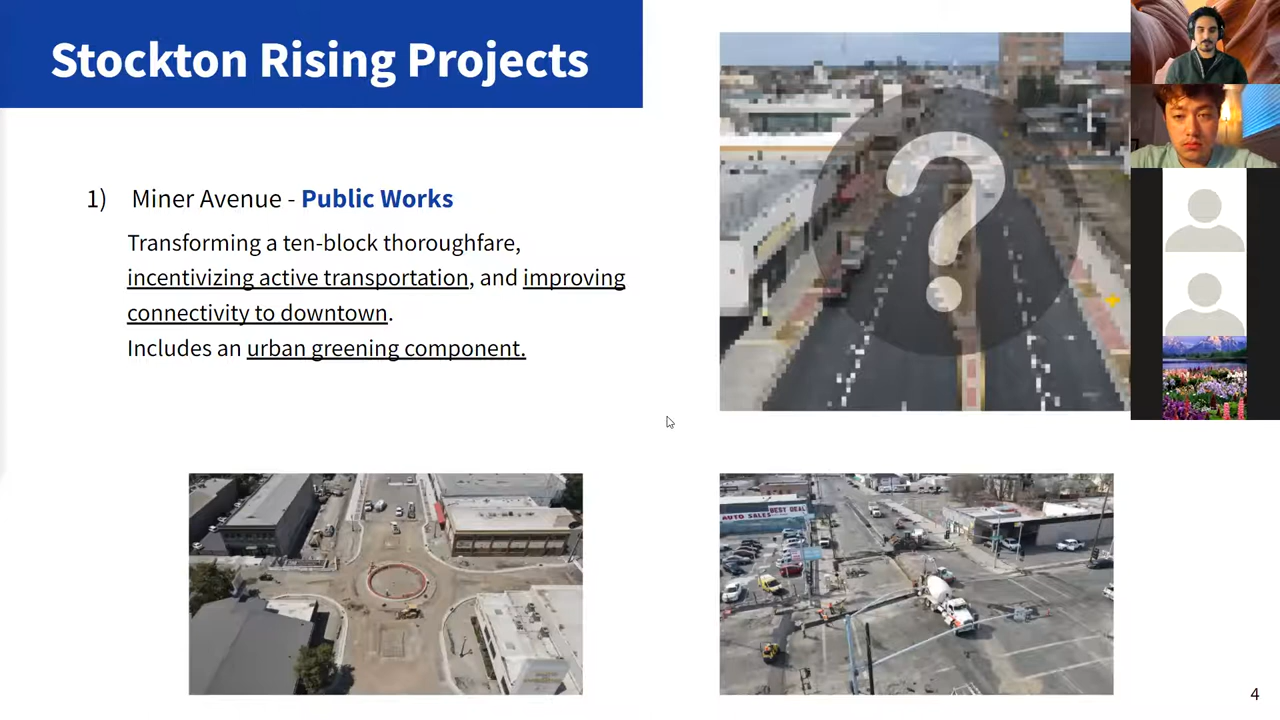 Stockton Rising Projects
1) Miner Avenue - Public Works
Transforming a ten-block thoroughfare,
incentivizing active transportation, and improving
connectivity to downtown.
Includes an urban greening component.
?
AUTO SALES BEST DEAL
4